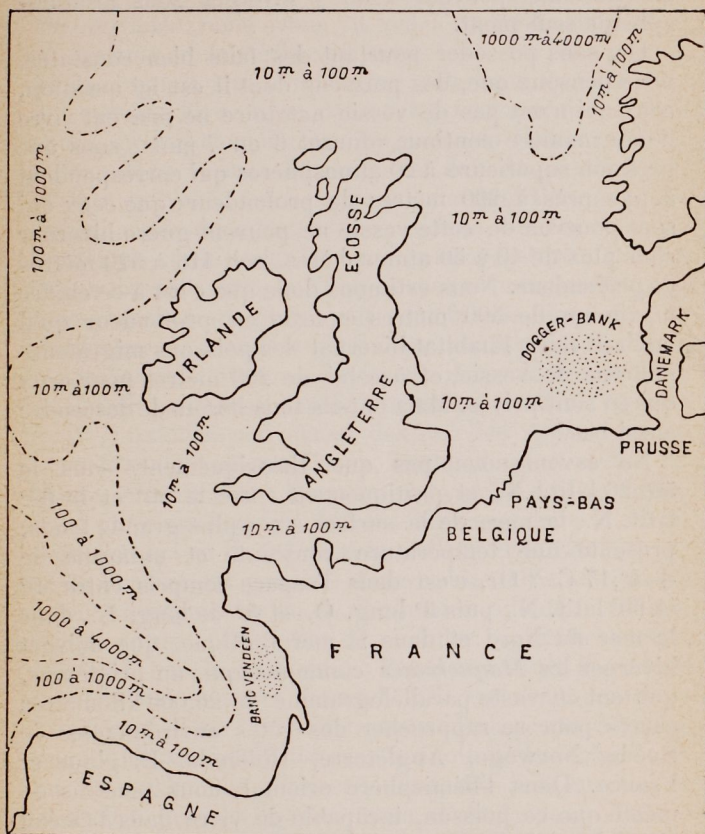 1000 m à 4000 m
10 m à 100 m
10 m à 100 m
100 m à 1000 m
ECOSSE
10 m à 100 m
IRLANDE
DOGGER-BANK
DANEMARK
10 m à 100 m
ANGLETERRE
10 m à 100 m
10 m à 100 m
PRUSSE
PAYS-BAS
10 m à 100 m
BELGIQUE
100 à 1000 m
1000 à 4000 m
FRANCE
BANC VENDÉEN
100 à 1000 m
10 m à 100 m
ESPAGNE